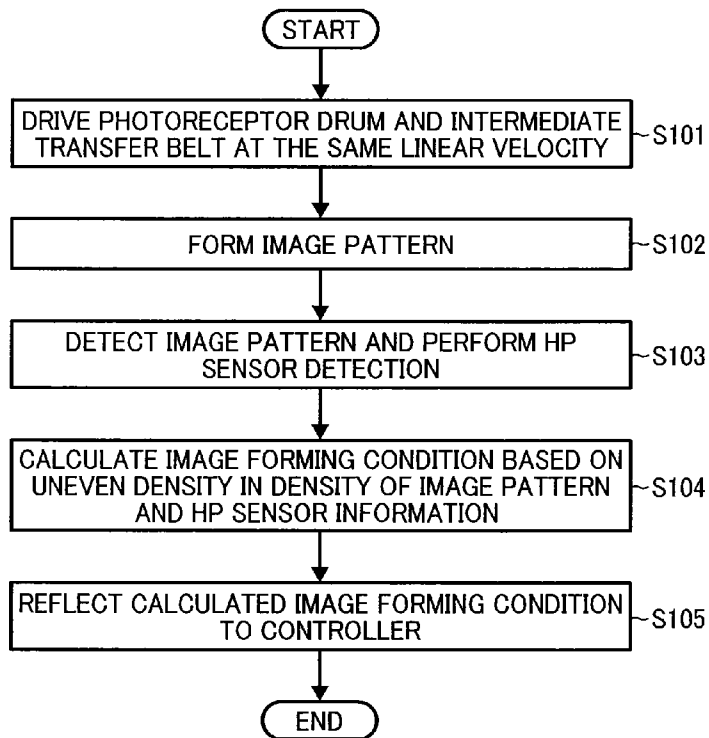 START
DRIVE PHOTORECEPTOR DRUM AND INTERMEDIATE
TRANSFER BELT AT THE SAME LINEAR VELOCITY
~S101
FORM IMAGE PATTERN
~S102
DETECT IMAGE PATTERN AND PERFORM HP
SENSOR DETECTION
~S103
CALCULATE IMAGE FORMING CONDITION BASED ON
UNEVEN DENSITY IN DENSITY OF IMAGE PATTERN
AND HP SENSOR INFORMATION
~S104
REFLECT CALCULATED IMAGE FORMING CONDITION
TO CONTROLLER
~S105
END